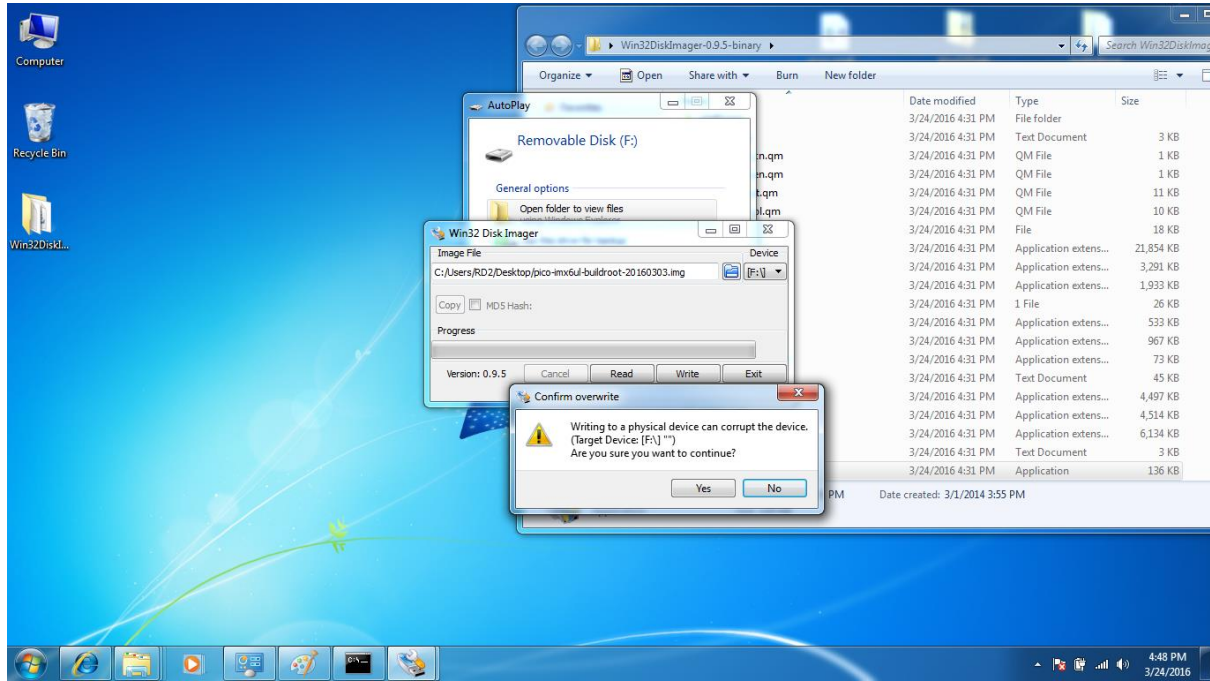 Computer
Recycle Bin
Win32DiskI...
Win32DiskImager-0.9.5-binary
Search Win32DiskImag
Organize
Open
Share with
Burn
New folder
Date modified Type Size
3/24/2016 4:31 PM File folder
3/24/2016 4:31 PM Text Document 3 KB
cn.qm 3/24/2016 4:31 PM QM File 1 KB
en.qm 3/24/2016 4:31 PM QM File 1 KB
t.qm 3/24/2016 4:31 PM QM File 11 KB
pl.qm 3/24/2016 4:31 PM QM File 10 KB
3/24/2016 4:31 PM File 18 KB
3/24/2016 4:31 PM Application extens... 21,854 KB
3/24/2016 4:31 PM Application extens... 3,291 KB
3/24/2016 4:31 PM Application extens... 1,933 KB
3/24/2016 4:31 PM 1 File 26 KB
3/24/2016 4:31 PM Application extens... 533 KB
3/24/2016 4:31 PM Application extens... 967 KB
3/24/2016 4:31 PM Application extens... 73 KB
3/24/2016 4:31 PM Text Document 45 KB
3/24/2016 4:31 PM Application extens... 4,497 KB
3/24/2016 4:31 PM Application extens... 4,514 KB
3/24/2016 4:31 PM Application extens... 6,134 KB
3/24/2016 4:31 PM Text Document 3 KB
3/24/2016 4:31 PM Application 136 KB
PM Date created: 3/1/2014 3:55 PM
AutoPlay
Removable Disk (F:)
General options
Open folder to view files
using Windows Explorer
Win32 Disk Imager
Image File Device
C:/Users/RD2/Desktop/pico-imx6ul-buildroot-20160303.img [F:\]
Copy MD5 Hash:
Progress
Version: 0.9.5 Cancel Read Write Exit
Confirm overwrite
Writing to a physical device can corrupt the device.
(Target Device: [F:\] "")
Are you sure you want to continue?
Yes No
4:48 PM
3/24/2016